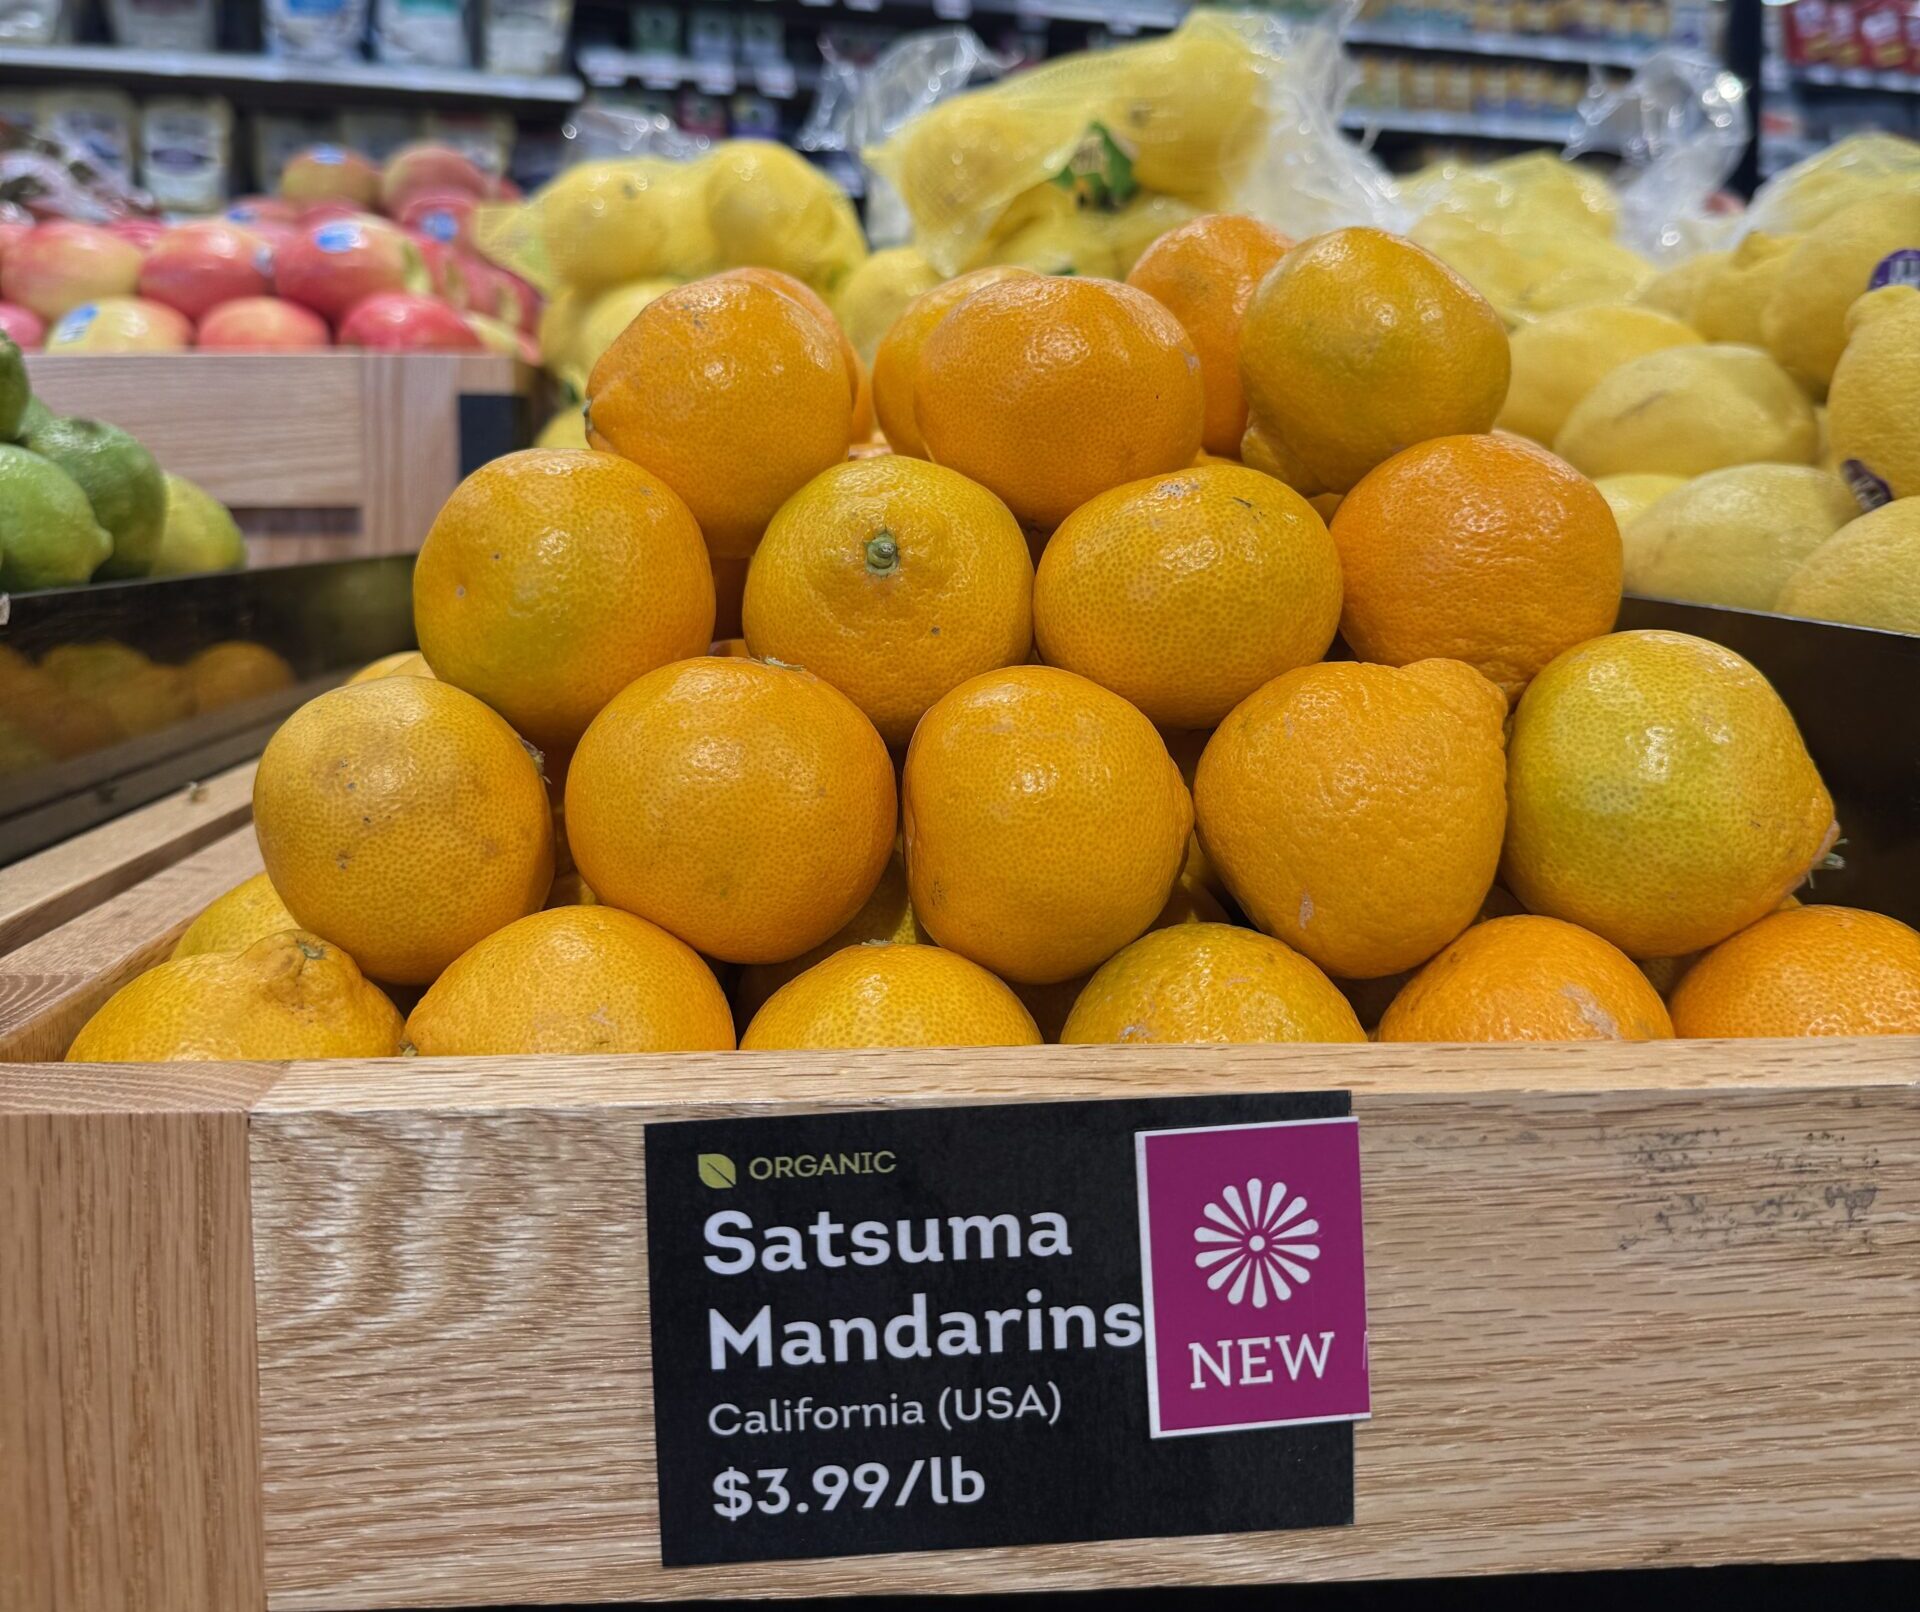 ORGANIC
Satsuma
Mandarins
California (USA)
$3.99/lb
NEW